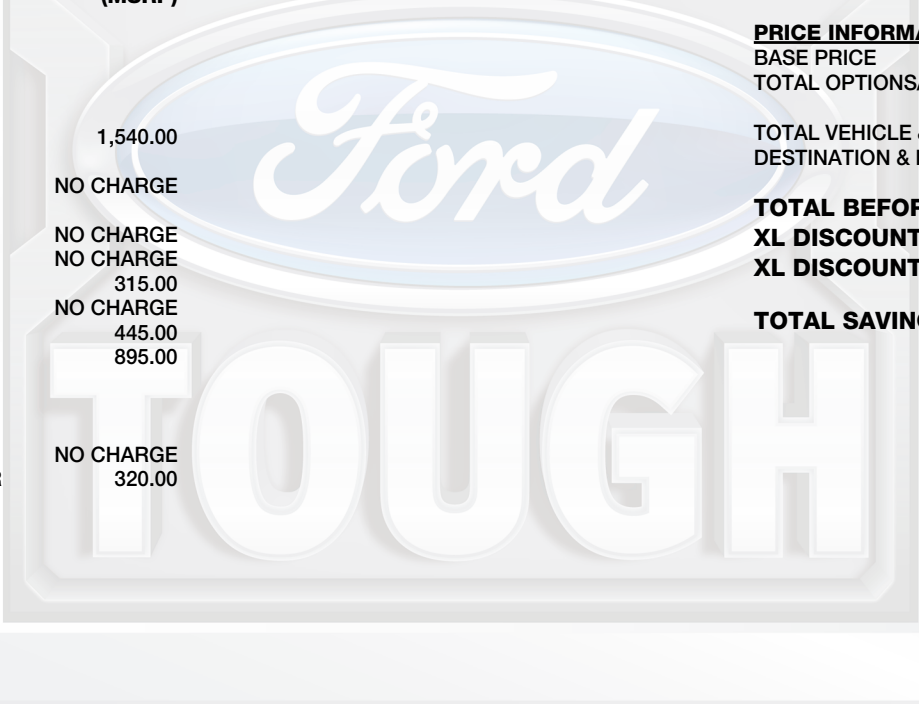 (MSRP)
1,540.00
NO CHARGE
NO CHARGE
NO CHARGE
315.00
NO CHARGE
445.00
895.00
NO CHARGE
320.00
PRICE INFORMA
BASE PRICE
TOTAL OPTIONS
TOTAL VEHICLE &
DESTINATION &
TOTAL BEFOR
XL DISCOUNT
XL DISCOUNT
TOTAL SAVIN
Ford
TOUGH